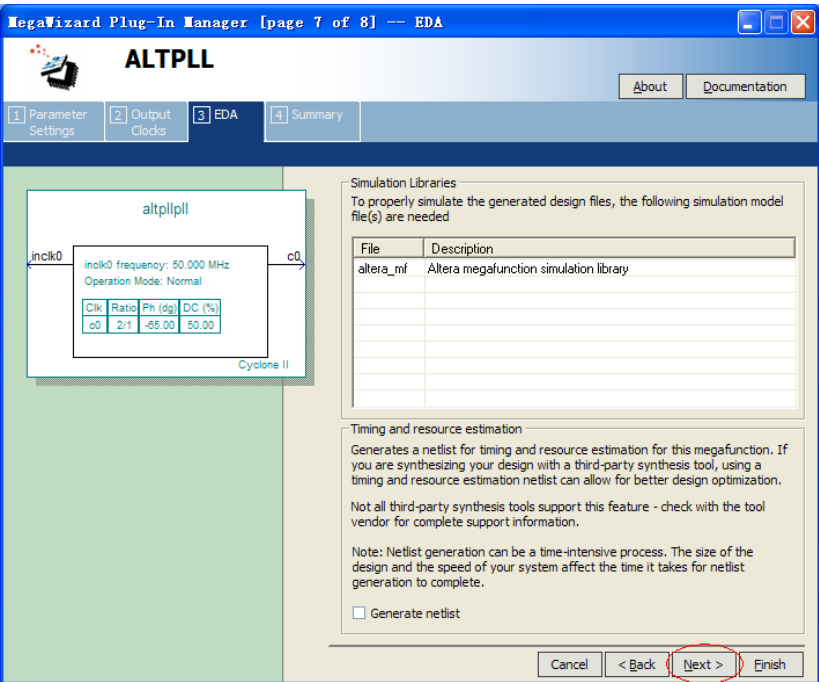 MegaWizard Plug-In Manager [page 7 of 8] -- EDA
ALTPLL
About
Documentation
1 Parameter Settings
2 Output Clocks
3 EDA
4 Summary
altpllpll
inclk0
c0
inclk0 frequency: 50.000 MHz
Operation Mode: Normal
Clk Ratio Ph (dg) DC (%)
c0 2/1 -65.00 50.00
Cyclone II
Simulation Libraries
To properly simulate the generated design files, the following simulation model
file(s) are needed
File Description
altera_mf Altera megafunction simulation library
Timing and resource estimation
Generates a netlist for timing and resource estimation for this megafunction. If
you are synthesizing your design with a third-party synthesis tool, using a
timing and resource estimation netlist can allow for better design optimization.
Not all third-party synthesis tools support this feature - check with the tool
vendor for complete support information.
Note: Netlist generation can be a time-intensive process. The size of the
design and the speed of your system affect the time it takes for netlist
generation to complete.
Generate netlist
Cancel
< Back
Next >
Finish